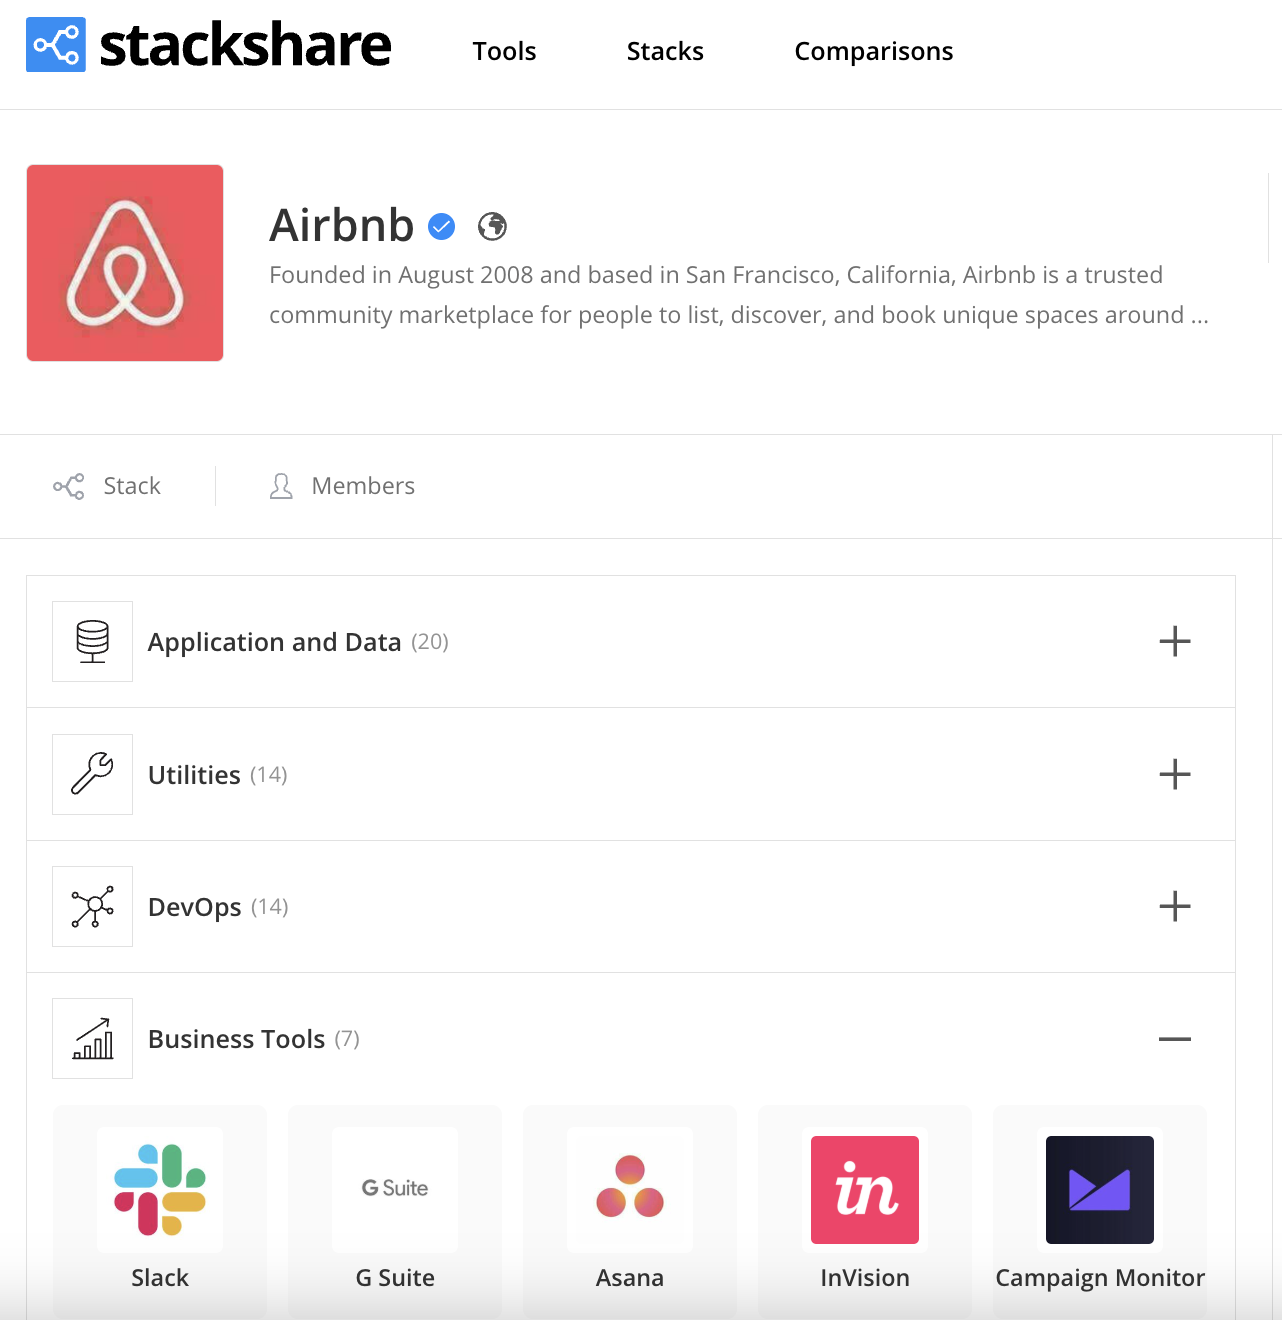 stackshare Tools Stacks Comparisons
Airbnb
Founded in August 2008 and based in San Francisco, California, Airbnb is a trusted
community marketplace for people to list, discover, and book unique spaces around ...
Stack Members
Application and Data (20)
Utilities (14)
DevOps (14)
Business Tools (7)
G Suite in
Slack G Suite Asana InVision Campaign Monitor